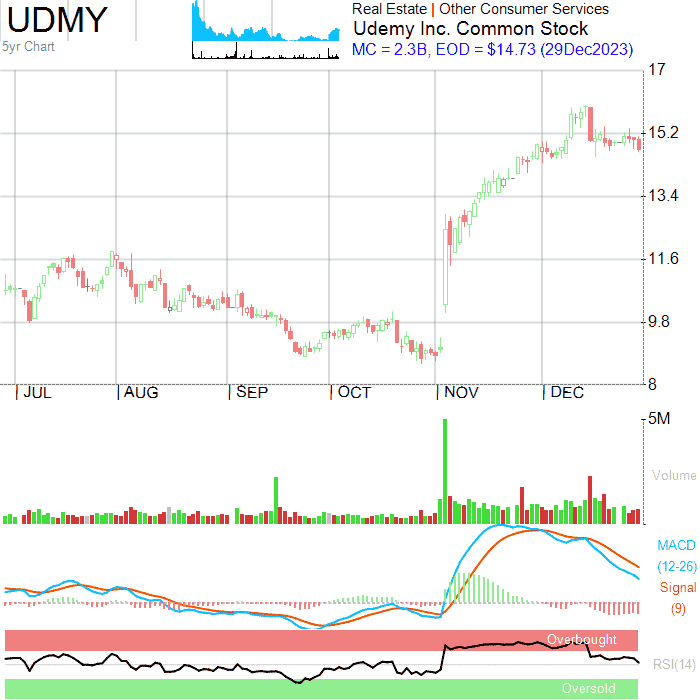 UDMY
5yr Chart
Real Estate | Other Consumer Services
Udemy Inc. Common Stock
MC = 2.3B, EOD = $14.73 (29Dec2023)
17
15.2
13.4
11.6
9.8
8
JUL AUG SEP OCT NOV DEC
5M
Volume
MACD
(12-26)
Signal
(9)
Overbought
RSI(14)
Oversold